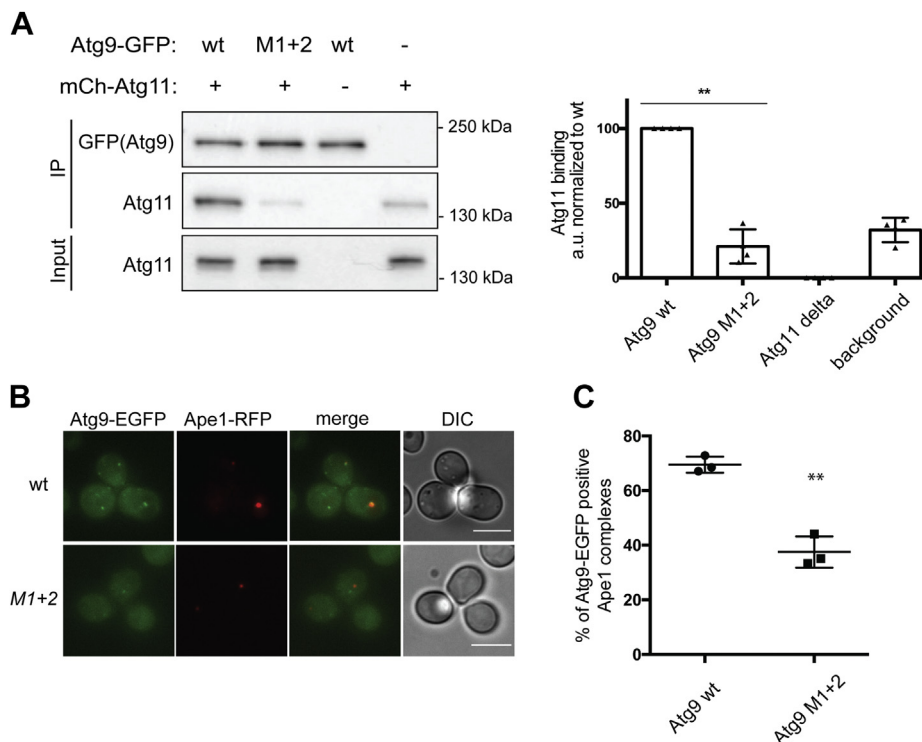 A
Atg9-GFP: wt M1+2 wt -
mCh-Atg11: + + - +
IP
GFP(Atg9)
- 250 kDa
Atg11
- 130 kDa
Input
Atg11
- 130 kDa
Atg11 binding
a.u. normalized to wt
100
50
0
**
Atg9 wt
Atg9 M1+2
Atg11 delta
background
B
Atg9-EGFP Ape1-RFP merge DIC
wt
M1+2
C
% of Atg9-EGFP positive
Ape1 complexes
80
60
40
20
0
**
Atg9 wt
Atg9 M1+2